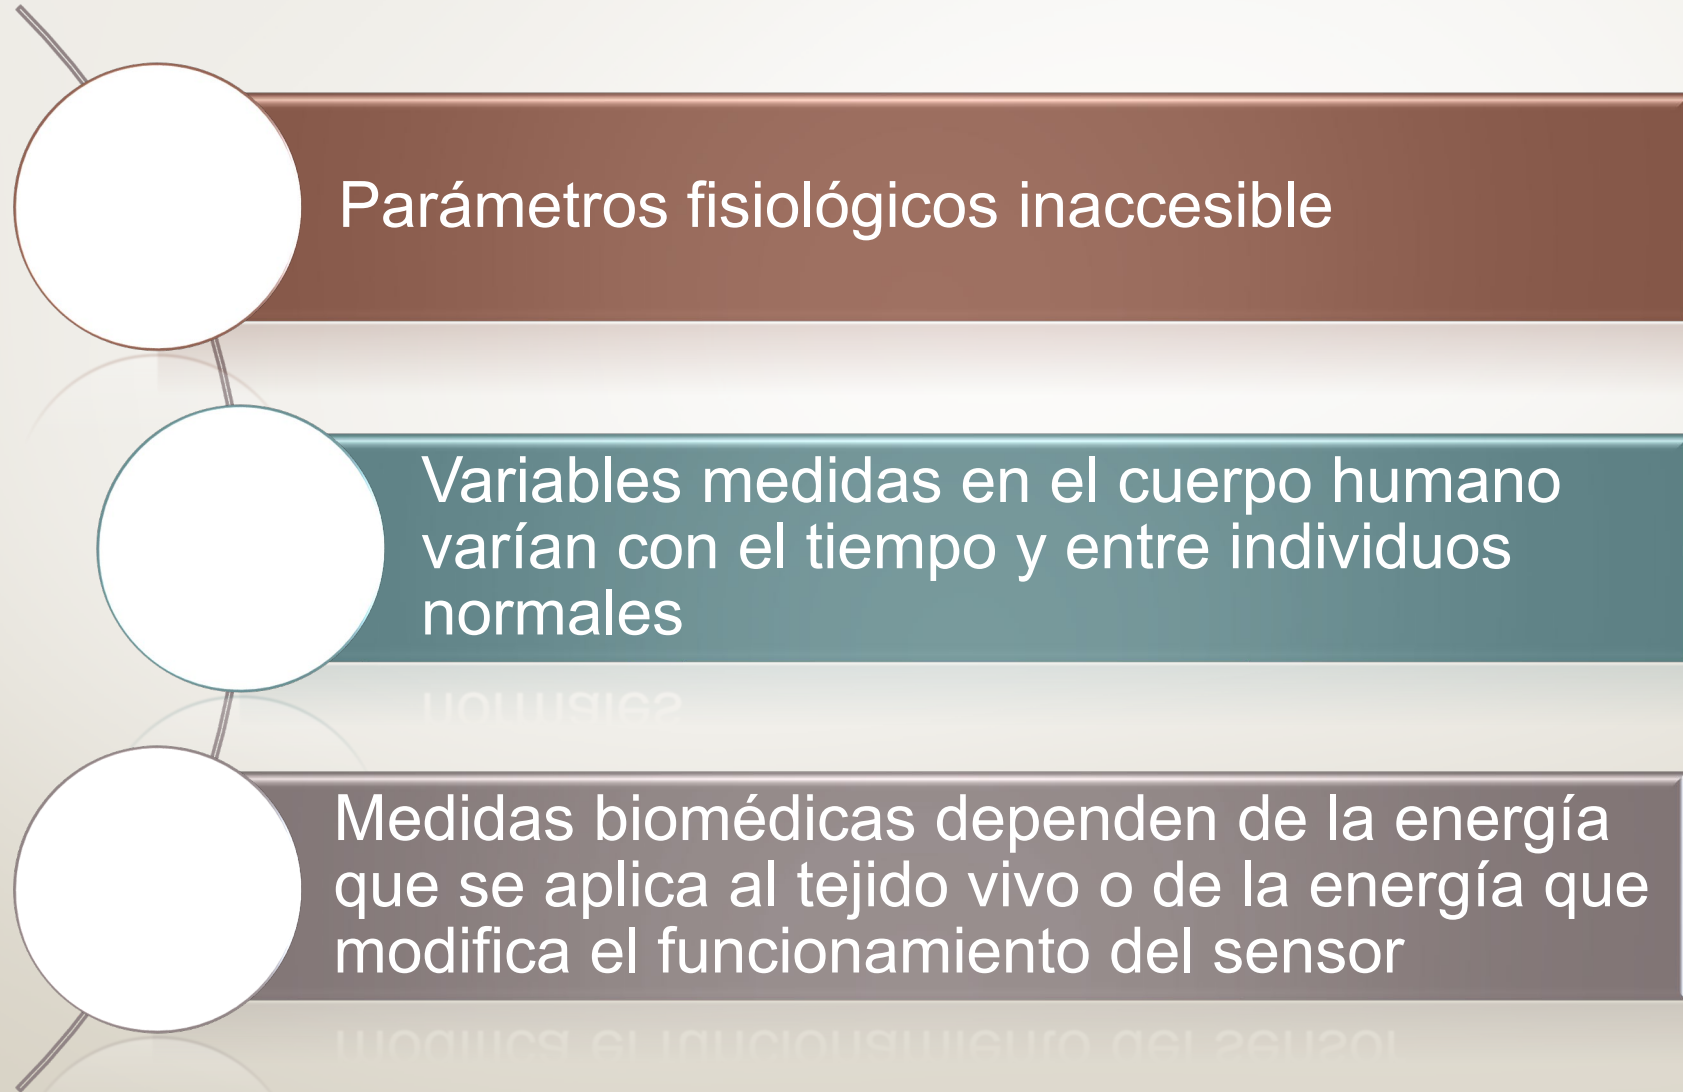 Parámetros fisiológicos inaccesible
Variables medidas en el cuerpo humano
varían con el tiempo y entre individuos
normales
Medidas biomédicas dependen de la energía
que se aplica al tejido vivo o de la energía que
modifica el funcionamiento del sensor